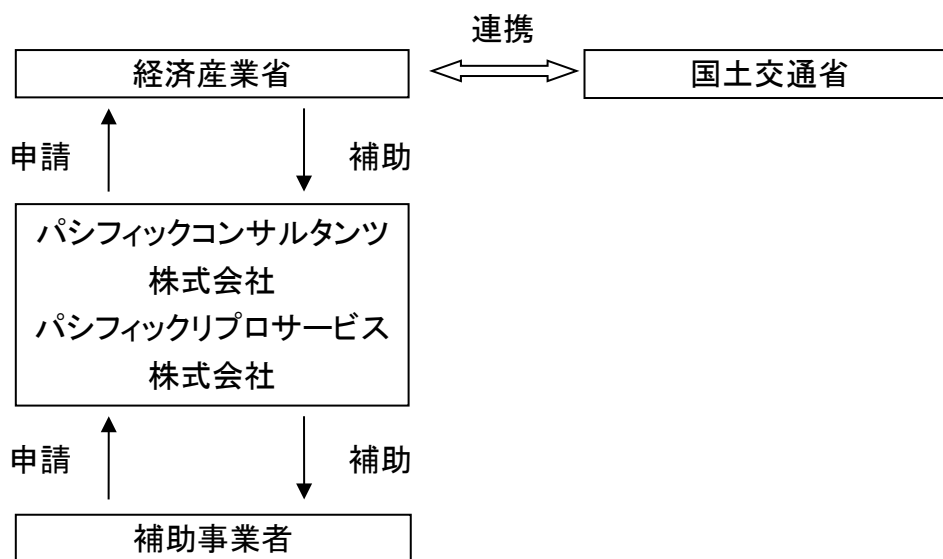 連携
経済産業省
国土交通省
申請
補助
パシフィックコンサルタンツ
株式会社
パシフィックリプロサービス
株式会社
申請
補助
補助事業者